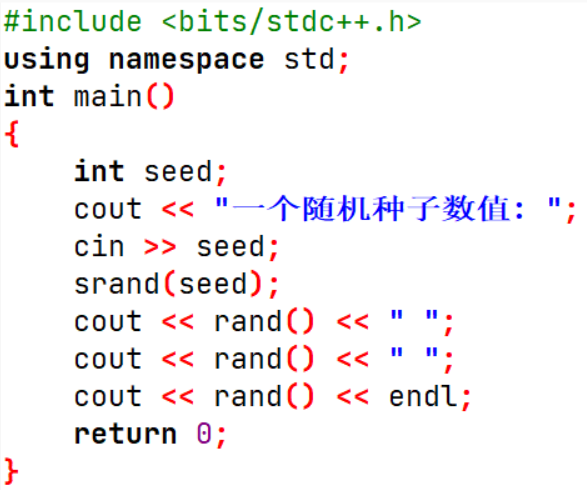 #include <bits/stdc++.h>
using namespace std;
int main()
{
    int seed;
    cout << "一个随机种子数值: ";
    cin >> seed;
    srand(seed);
    cout << rand() << " ";
    cout << rand() << " ";
    cout << rand() << endl;
    return 0;
}